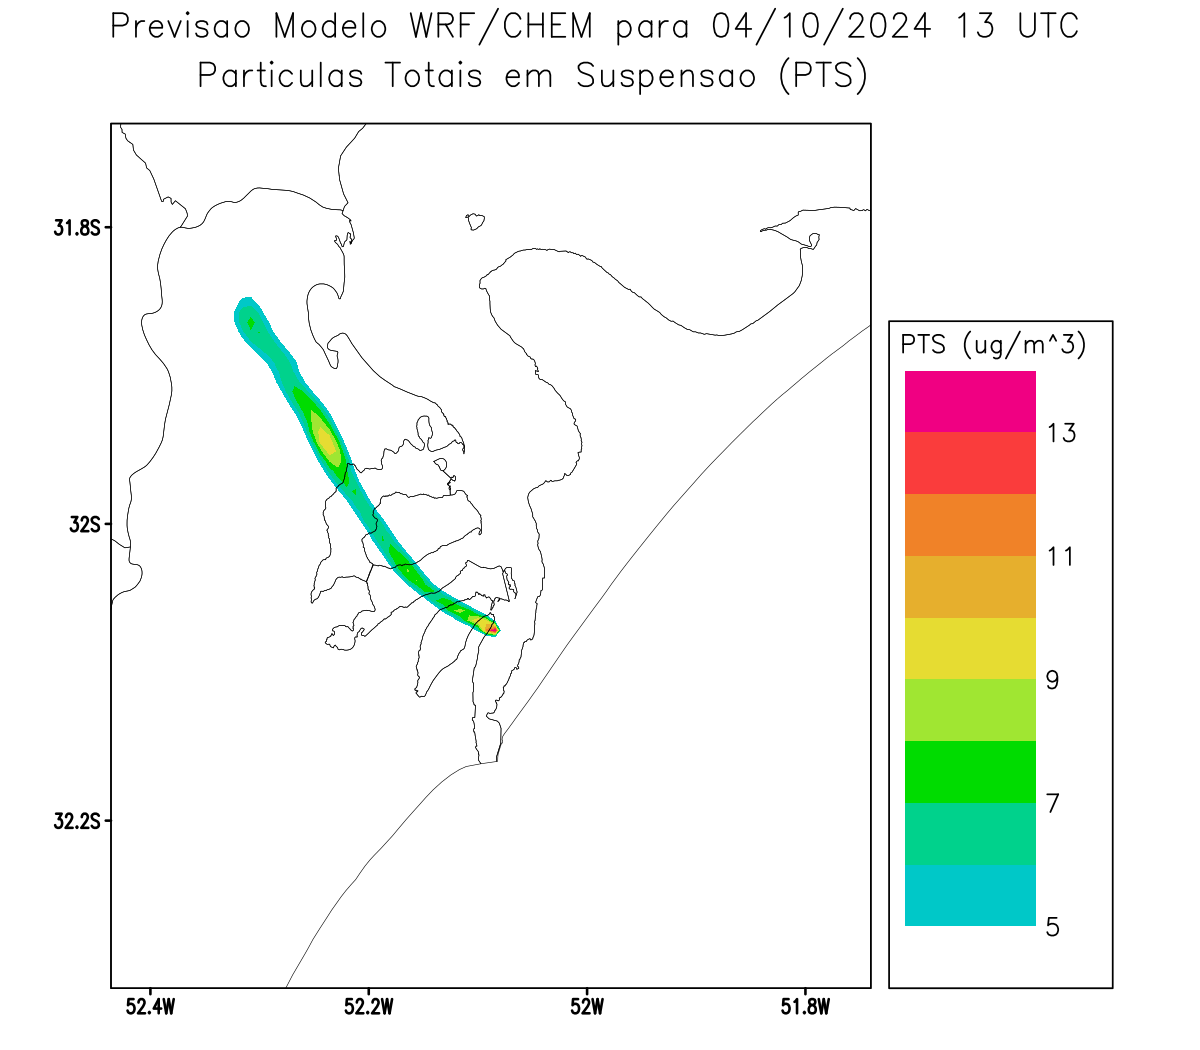 Previsao Modelo WRF/CHEM para 04/10/2024 13 UTC
Particulas Totais em Suspensao (PTS)
31.8S
32S
32.2S
52.4W 52.2W 52W 51.8W
PTS (ug/m^3)
13
11
9
7
5